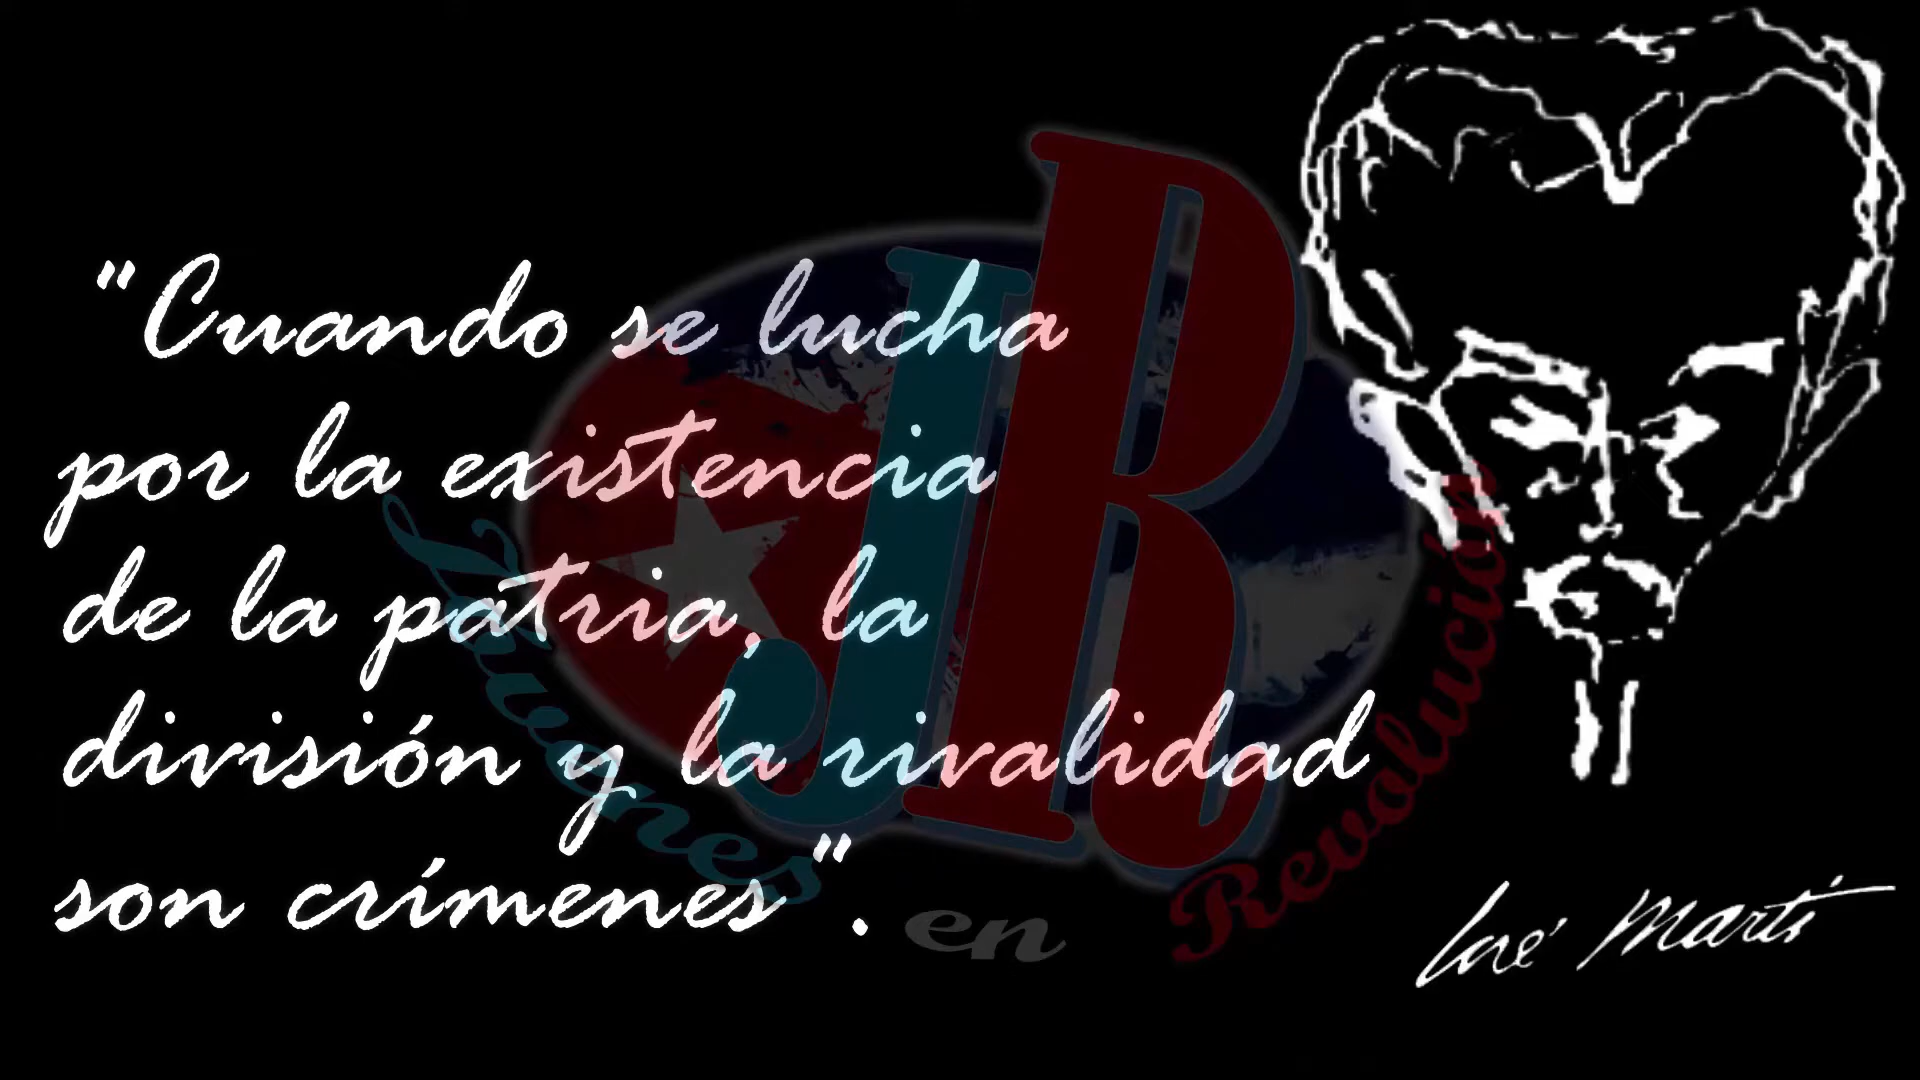 “Cuando se lucha
por la existencia
de la patria, la
división y la rivalidad
son crímenes”.
José Martí
JR
Jóvenes en Revolución